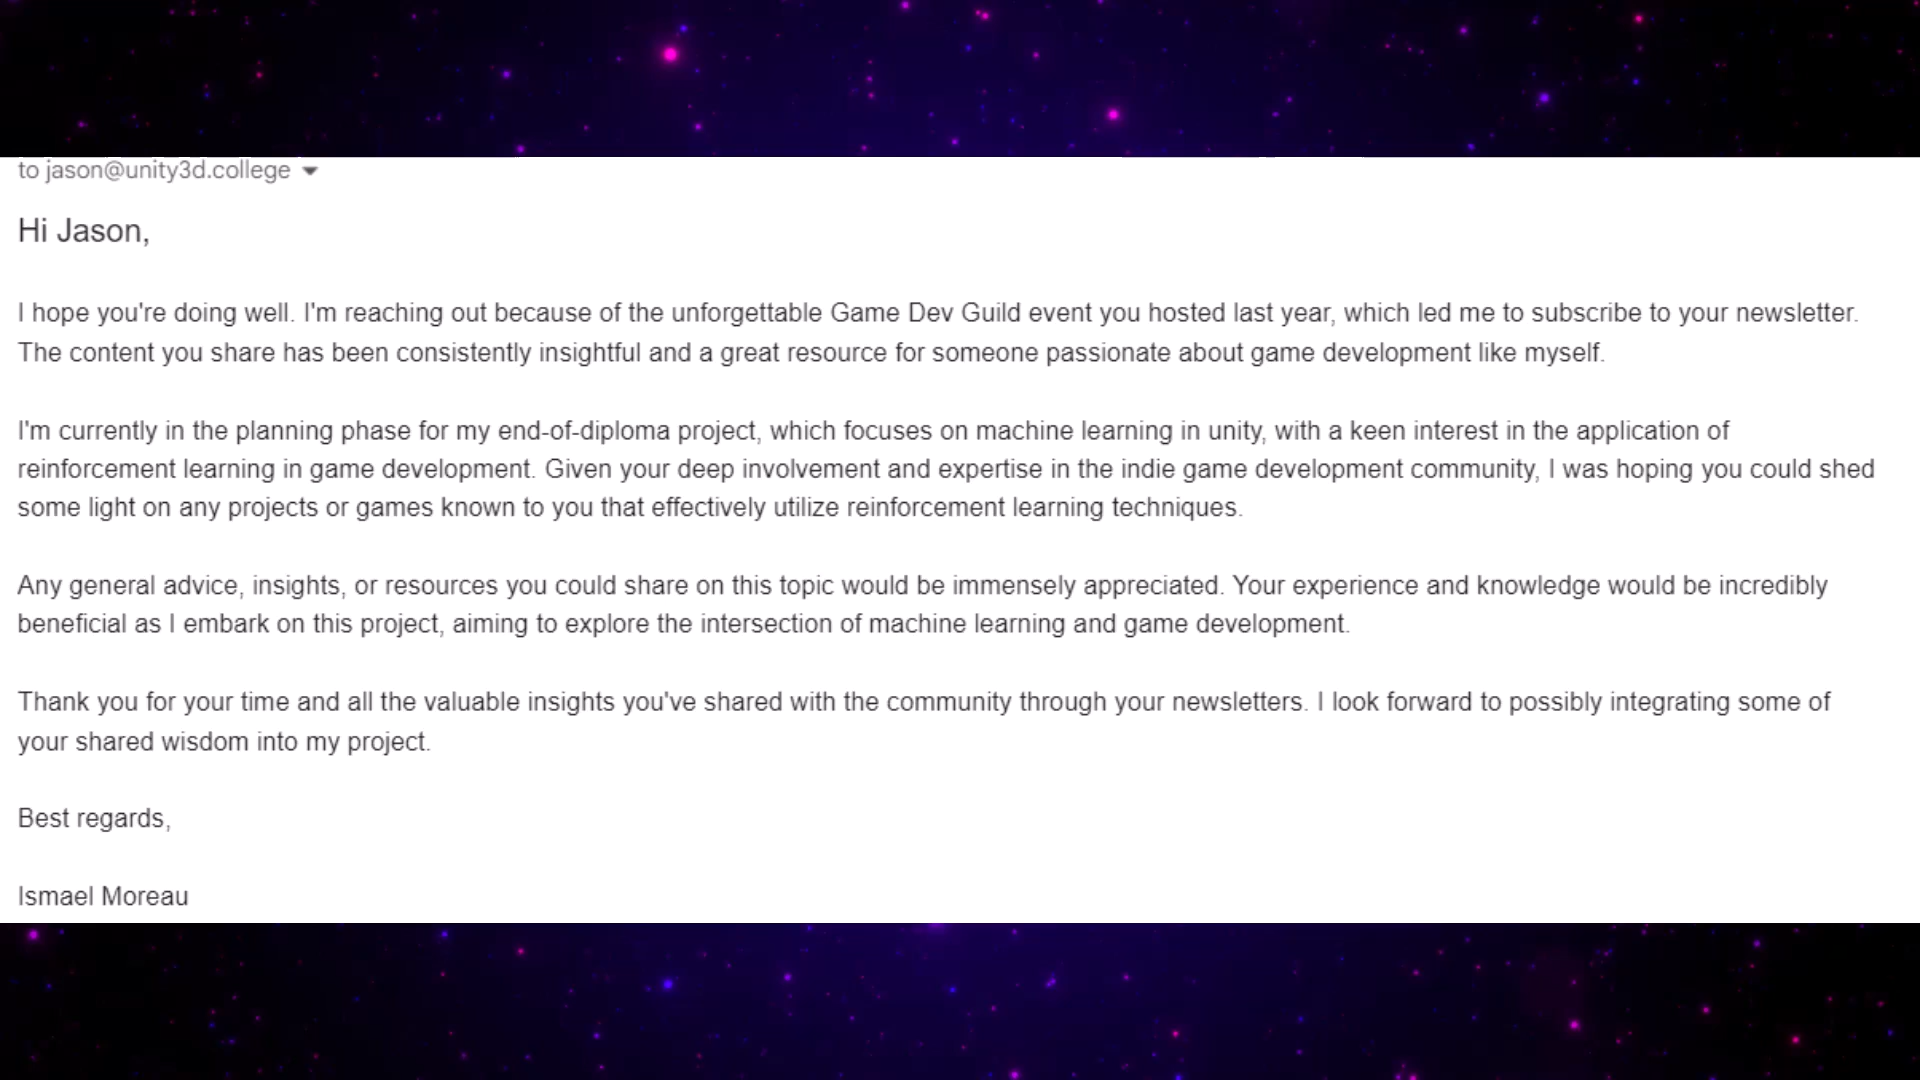 to jason@unity3d.college
Hi Jason,
I hope you're doing well. I'm reaching out because of the unforgettable Game Dev Guild event you hosted last year, which led me to subscribe to your newsletter.
The content you share has been consistently insightful and a great resource for someone passionate about game development like myself.
I'm currently in the planning phase for my end-of-diploma project, which focuses on machine learning in unity, with a keen interest in the application of
reinforcement learning in game development. Given your deep involvement and expertise in the indie game development community, I was hoping you could shed
some light on any projects or games known to you that effectively utilize reinforcement learning techniques.
Any general advice, insights, or resources you could share on this topic would be immensely appreciated. Your experience and knowledge would be incredibly
beneficial as I embark on this project, aiming to explore the intersection of machine learning and game development.
Thank you for your time and all the valuable insights you've shared with the community through your newsletters. I look forward to possibly integrating some of
your shared wisdom into my project.
Best regards,
Ismael Moreau